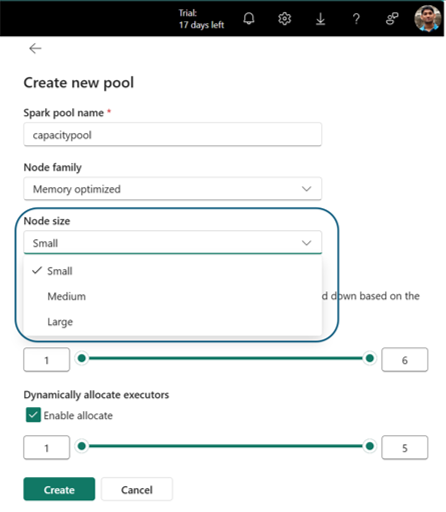 Trial:
17 days left
Create new pool
Spark pool name *
capacitypool
Node family
Memory optimized
Node size
Small
Small
Medium
d down based on the
Large
1
6
Dynamically allocate executors
Enable allocate
1
5
Create
Cancel